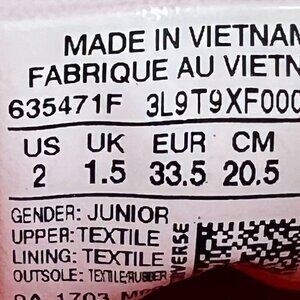 MADE IN VIETNAM
FABRIQUE AU VIETN
635471F 3L9T9XF000
US UK EUR CM
2 1.5 33.5 20.5
GENDER: JUNIOR
UPPER: TEXTILE
LINING: TEXTILE
OUTSOLE: TEXTILE/RUBBER